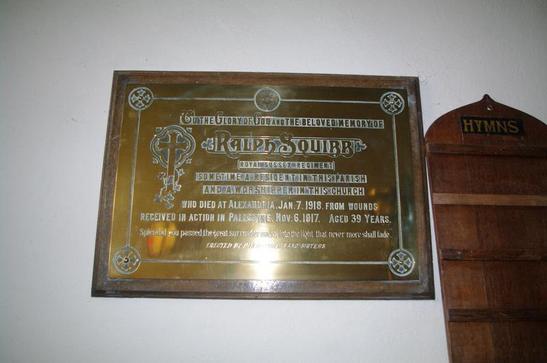 To the Glory of God and the beloved memory of
Ralph Squibb
(Royal Sussex Regiment)
sometime a resident in this parish
and a worshipper in this church
who died at Alexandria, Jan. 7, 1918, from wounds
received in action in Palestine, Nov. 6, 1917. Aged 39 years.
Splendid you passed the great surrender made, into the light that never more shall fade.
Erected by his and sisters
HYMNS